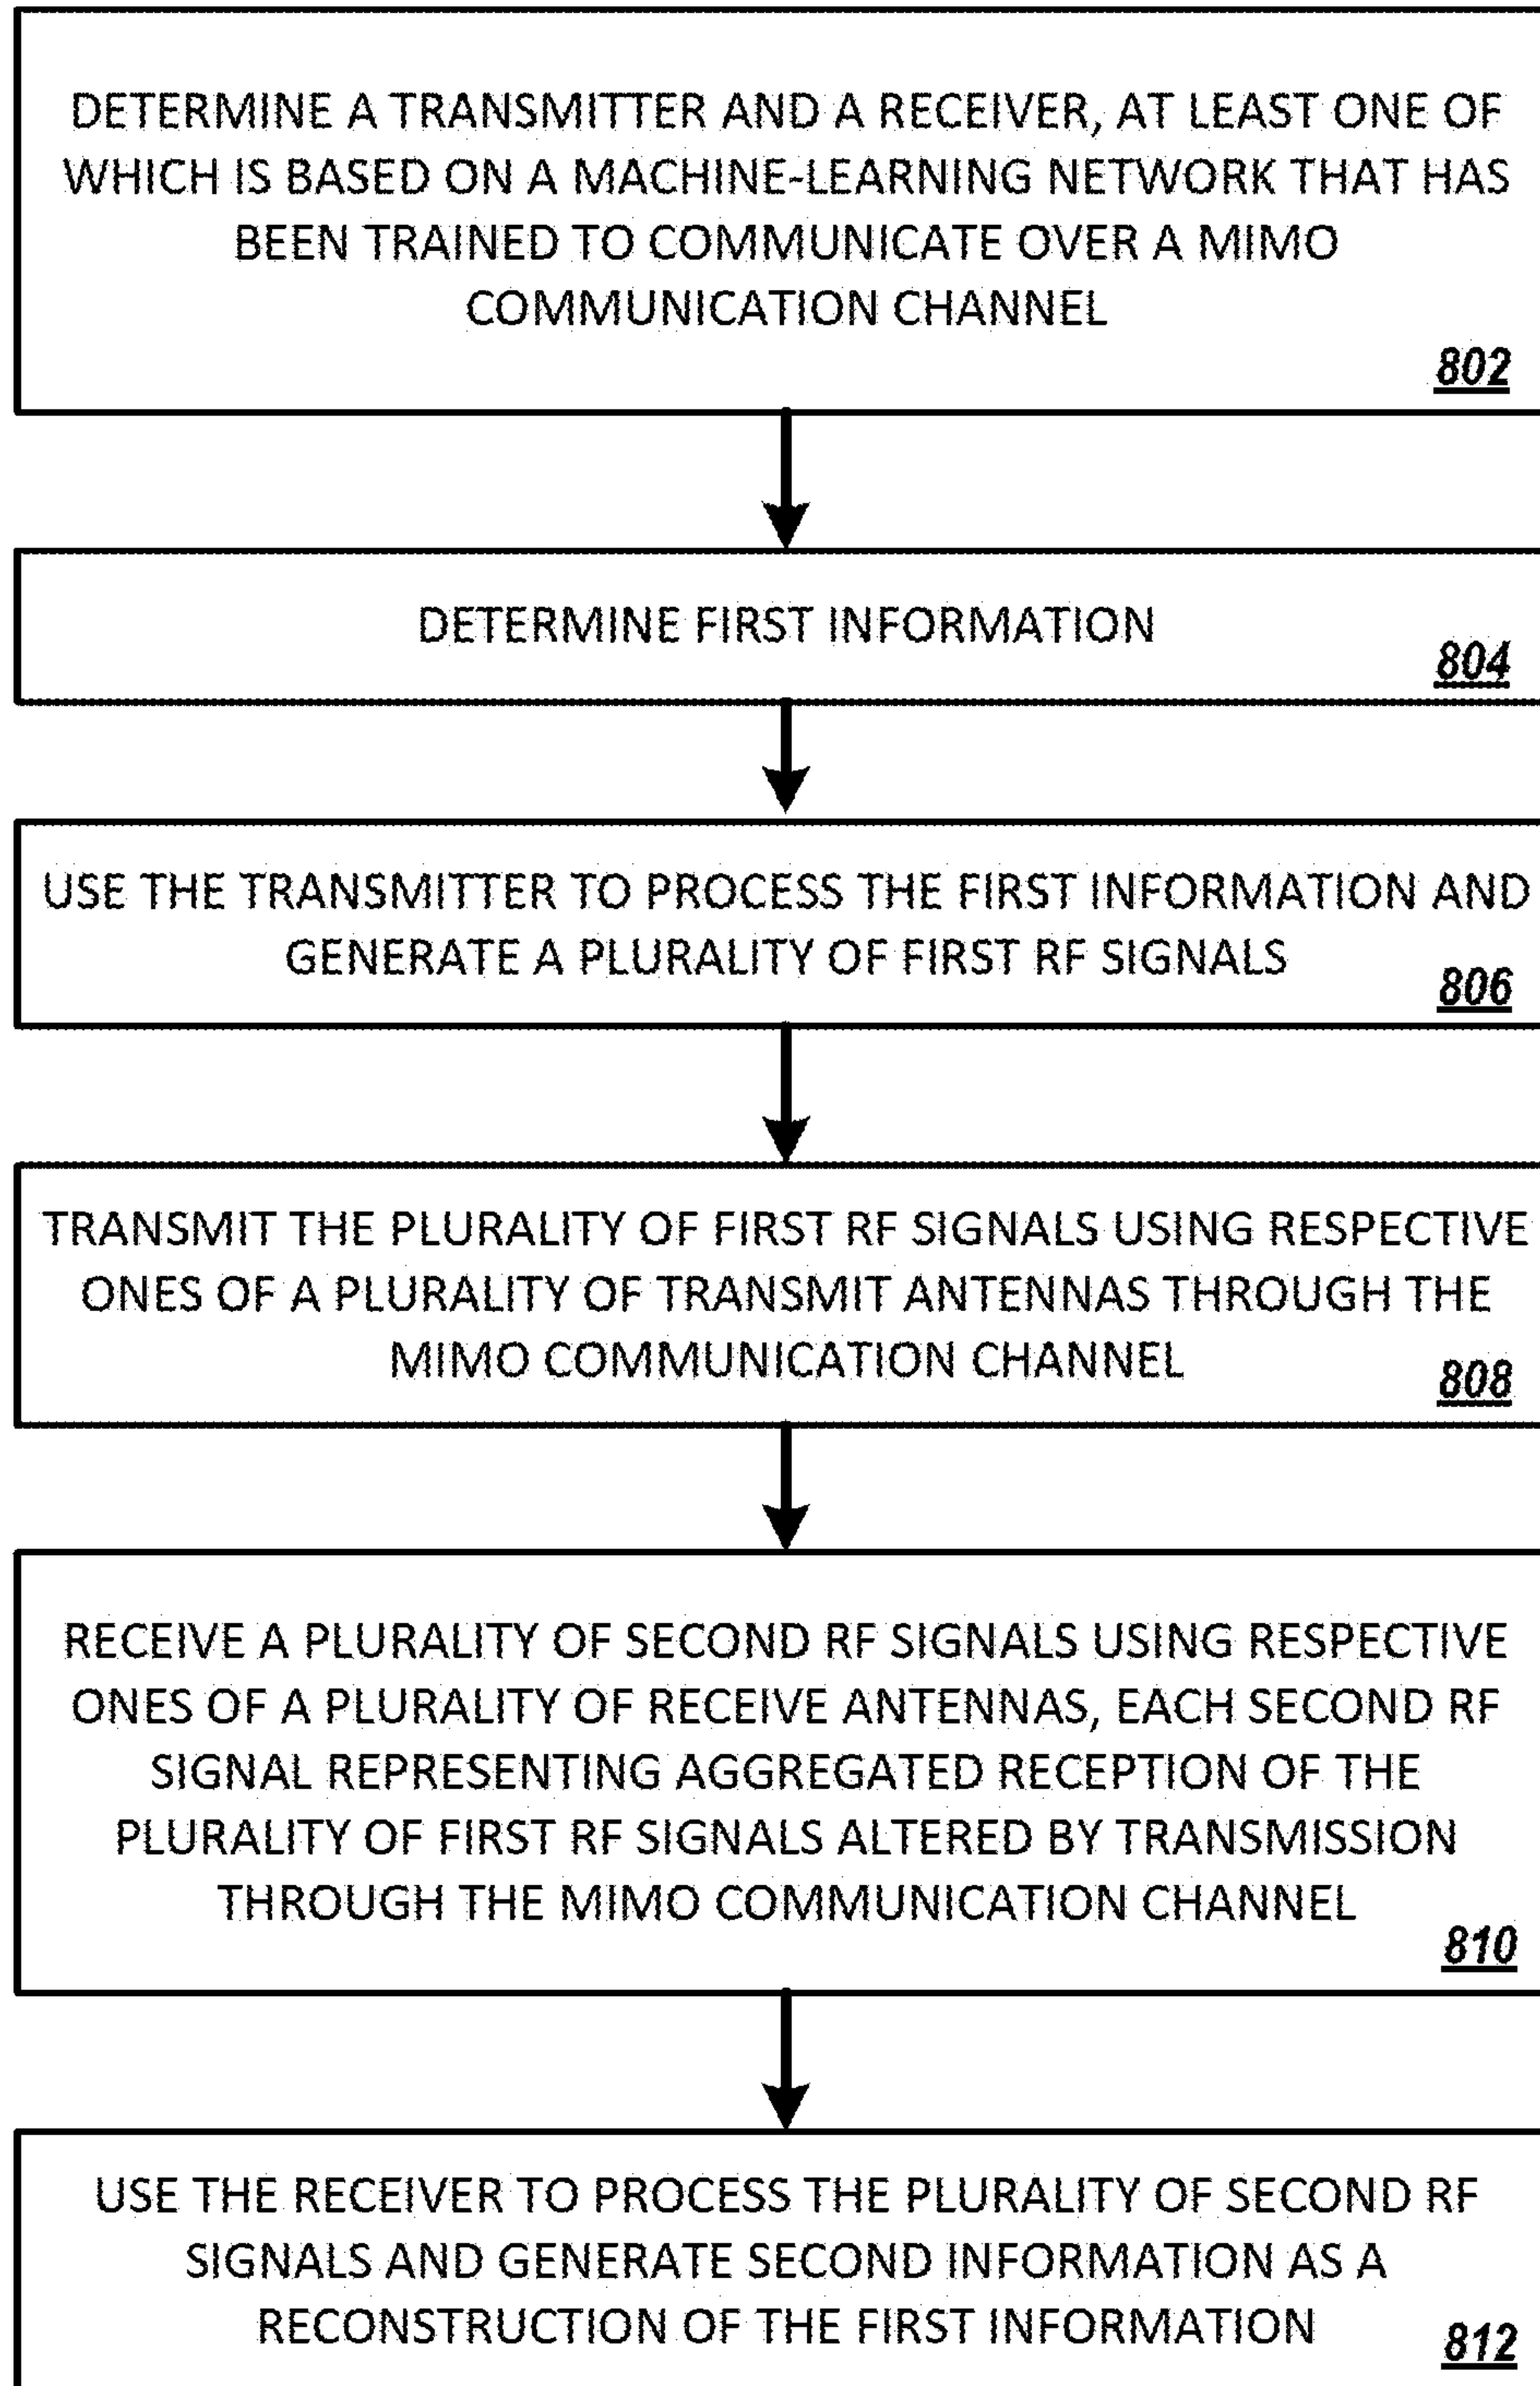 DETERMINE A TRANSMITTER AND A RECEIVER, AT LEAST ONE OF
WHICH IS BASED ON A MACHINE-LEARNING NETWORK THAT HAS
BEEN TRAINED TO COMMUNICATE OVER A MIMO
COMMUNICATION CHANNEL
802
DETERMINE FIRST INFORMATION
804
USE THE TRANSMITTER TO PROCESS THE FIRST INFORMATION AND
GENERATE A PLURALITY OF FIRST RF SIGNALS
806
TRANSMIT THE PLURALITY OF FIRST RF SIGNALS USING RESPECTIVE
ONES OF A PLURALITY OF TRANSMIT ANTENNAS THROUGH THE
MIMO COMMUNICATION CHANNEL
808
RECEIVE A PLURALITY OF SECOND RF SIGNALS USING RESPECTIVE
ONES OF A PLURALITY OF RECEIVE ANTENNAS, EACH SECOND RF
SIGNAL REPRESENTING AGGREGATED RECEPTION OF THE
PLURALITY OF FIRST RF SIGNALS ALTERED BY TRANSMISSION
THROUGH THE MIMO COMMUNICATION CHANNEL
810
USE THE RECEIVER TO PROCESS THE PLURALITY OF SECOND RF
SIGNALS AND GENERATE SECOND INFORMATION AS A
RECONSTRUCTION OF THE FIRST INFORMATION
812